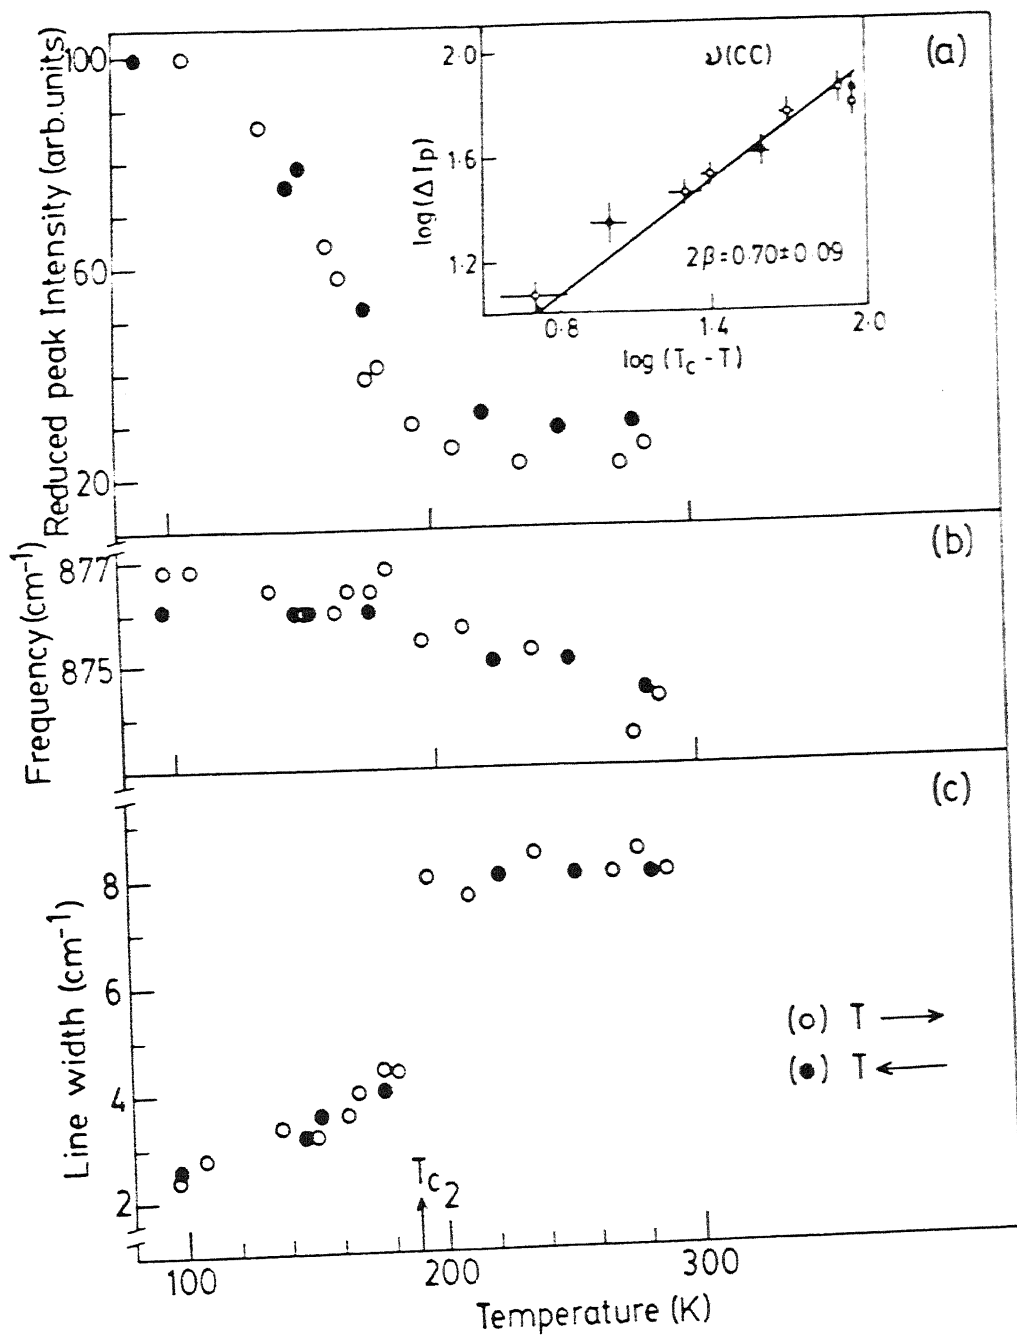 (a)
Reduced peak Intensity (arb.units)
100
60
20
ν(CC)
log(ΔIp)
2.0
1.6
1.2
2β=0.70±0.09
0.8 1.4 2.0
log (Tc - T)
(b)
Frequency (cm-1)
877
875
(c)
Line width (cm-1)
8
6
4
2
(o) T →
(●) T ←
Tc2
100 200 300
Temperature (K)